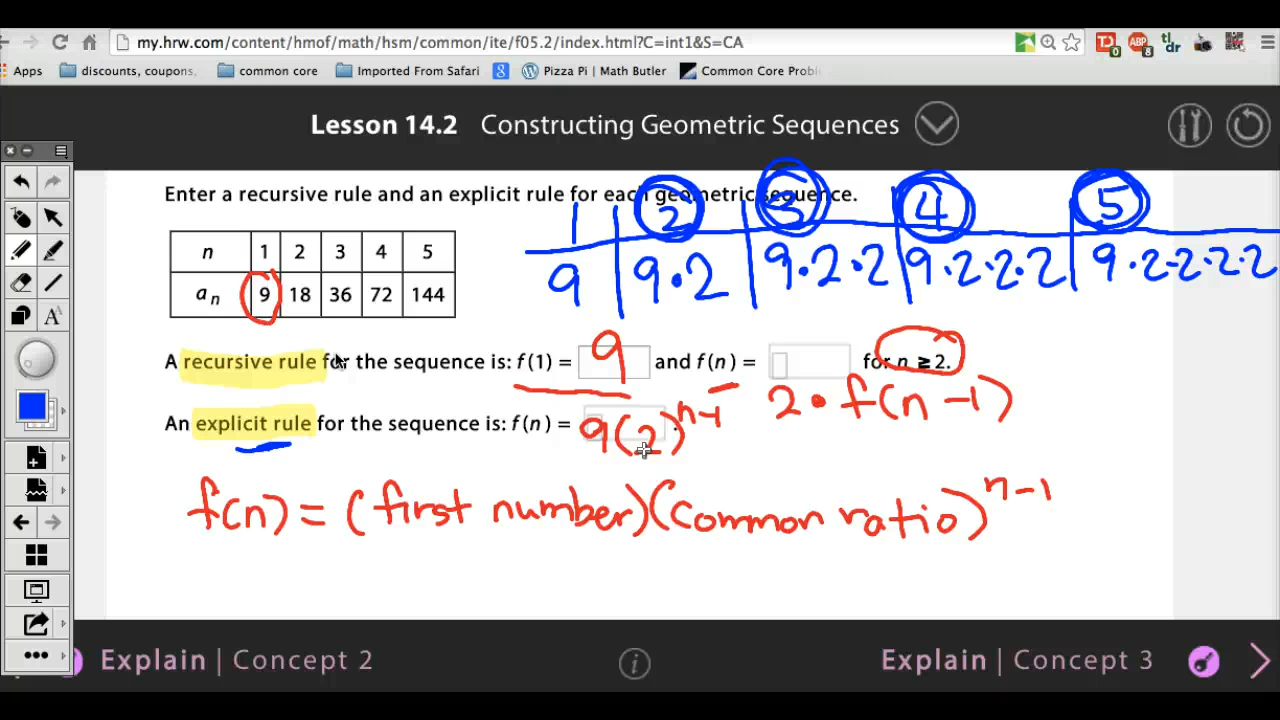 my.hrw.com/content/hmof/math/hsm/common/ite/f05.2/index.html?C=int1&S=CA
Apps discounts, coupons, common core Imported From Safari Pizza Pi | Math Butler Common Core Probl
Lesson 14.2 Constructing Geometric Sequences
Enter a recursive rule and an explicit rule for each geometric sequence.
1 2 3 4 5
9 9·2 9·2·2 9·2·2·2 9·2·2·2·2
n 1 2 3 4 5
aₙ 9 18 36 72 144
A recursive rule for the sequence is: f(1) = 9 and f(n) = for n ≥ 2.
2 • f(n-1)
An explicit rule for the sequence is: f(n) = 9(2)ⁿ⁻¹.
f(n) = (first number)(common ratio)ⁿ⁻¹
Explain | Concept 2 i Explain | Concept 3